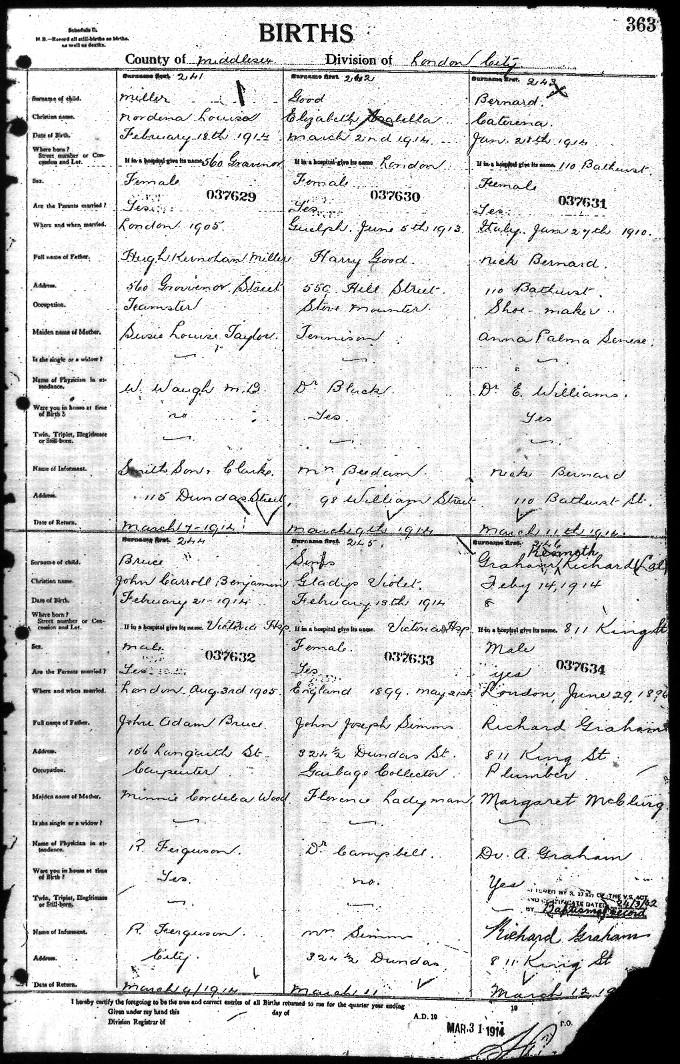 Schedule C.
N. B.—Record all still-births as births, as well as deaths.
BIRTHS
363
County of Middlesex Division of London City
Surname first. 241
Surname first. 242
Surname first. 243
Surname of child. Miller Good Bernard.
Christian name. Nordena Louisa Elizabeth Isabella Caterina.
Date of Birth. February 18th 1914 March 2nd 1914 Jan. 28th 1914
Where born?
Street number or Concession and Lot. If in a hospital give its name 560 Grosvenor If in a hospital give its name London If in a hospital give its name. 110 Bathurst.
Sex. Female Female Female
037629 037630 037631
Are the Parents married? Yes Yes Yes
Where and when married. London 1905. Guelph. June 5th 1913. Italy. Jan 27th 1910.
Full name of Father. Hugh Kernohan Miller Harry Good. Nick Bernard.
Address. 560 Grosvenor Street 559 Hill Street 110 Bathurst
Occupation. Teamster Stove Mounter Shoe-maker
Maiden name of Mother. Susie Louise Taylor. Tennison Anna Palma
Is she single or a widow? — — —
Name of Physician in attendance. W. Waugh M.D Dr Black Dr E. Williams.
Were you in house at time of Birth? no Yes. Yes
Twin, Triplet, Illegitimate or Still-born. — — —
Name of Informant. Smith Son & Clarke. Mrs Beedam. Nick Bernard
Address. 115 Dundas Street, 98 William Street 110 Bathurst St.
Date of Return. March 17-1914 March 9th 1914 March 11th 1914.
Surname first. 244
Surname first. 245.
Surname first. 246
Kenneth
Surname of child. Bruce Simms Graham Richard
Christian name. John Carroll Benjamin Gladys Violet. Feby 14, 1914
Date of Birth. February 21-1914 February 13th 1914
Where born?
Street number or Concession and Lot. If in a hospital give its name Victoria Hsp If in a hospital give its name. Victoria Hsp If in a hospital give its name. 811 King St
Sex. male Female Male
037632 037633 037634
Are the Parents married? Yes Yes yes
Where and when married. London. Aug. 3rd 1905. England 1899. May 21st. London, June 29, 1896
Full name of Father. John Adam Bruce John Joseph Simms Richard Graham
Address. 156 Langarth St. 324½ Dundas St. 811 King St
Occupation. Carpenter Garbage Collector Plumber
Maiden name of Mother. Minnie Cordelia Wood Florence Ladyman Margaret McClurg.
Is she single or a widow? — — —
Name of Physician in attendance. R. Ferguson. Dr Campbell. Dr. A. Graham
Were you in house at time of Birth? Yes. no. Yes
Twin, Triplet, Illegitimate or Still-born. — — —
CERTIFICATE DATED 24/3/42
BY Baptismal record
Name of Informant. R. Ferguson. Mrs Simms Richard Graham
Address. City. 324½ Dundas 811 King St
Date of Return. March 9/1914 March 11 March 12, 19
I hereby certify the foregoing to be the true and correct entries of all Births returned to me for the quarter year ending 19
Given under my hand this day of A.D. 19
Division Registrar of P.O.
MAR 31 1914